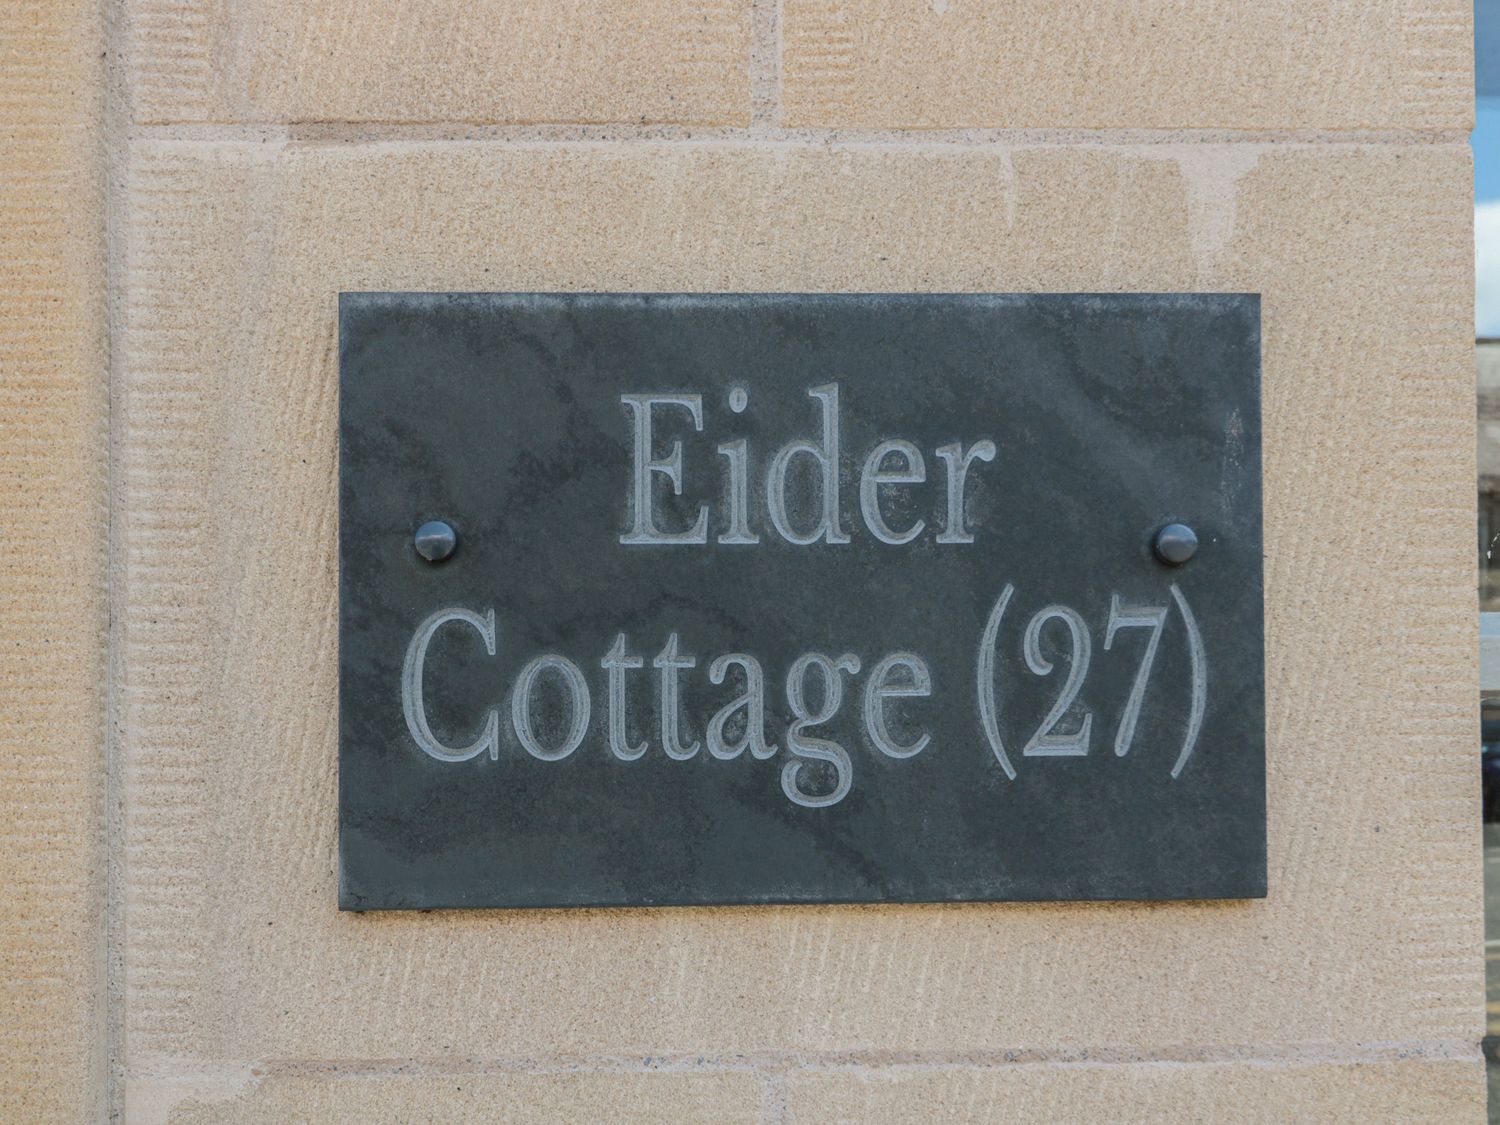 Eider
Cottage (27)